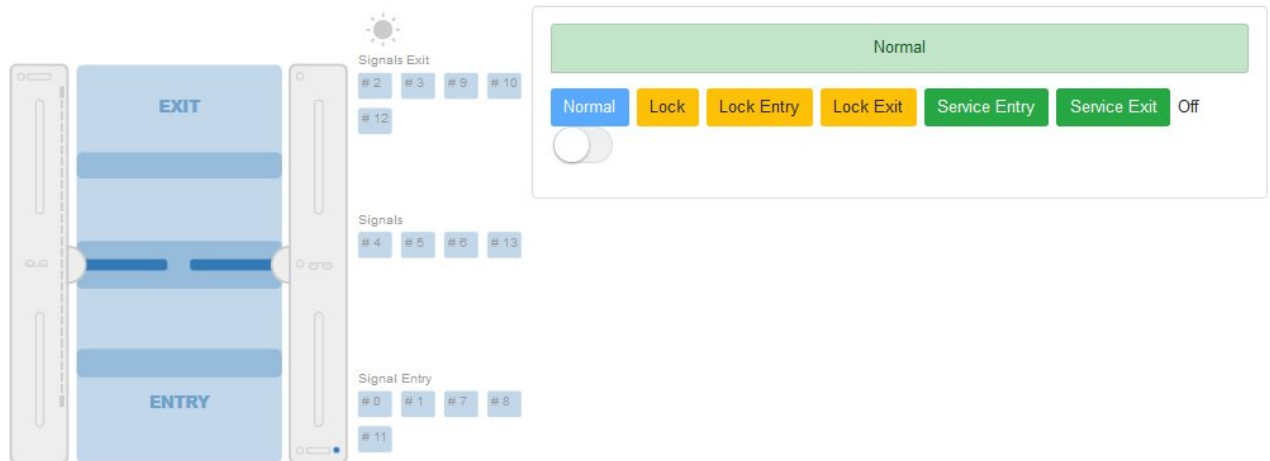 Signals Exit
# 2 # 3 # 9 # 10
# 12
EXIT
Signals
# 4 # 5 # 6 # 13
Signal Entry
# 0 # 1 # 7 # 8
# 11
ENTRY
Normal
Normal Lock Lock Entry Lock Exit Service Entry Service Exit Off